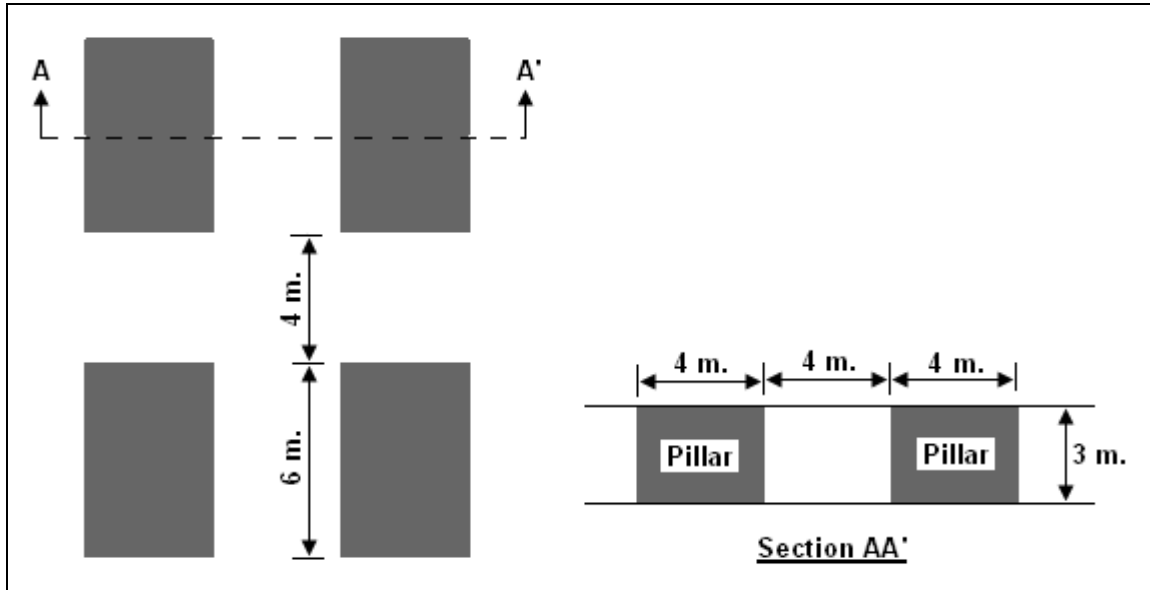 A A'
4 m.
6 m.
4 m. 4 m. 4 m.
Pillar Pillar
3 m.
Section AA'